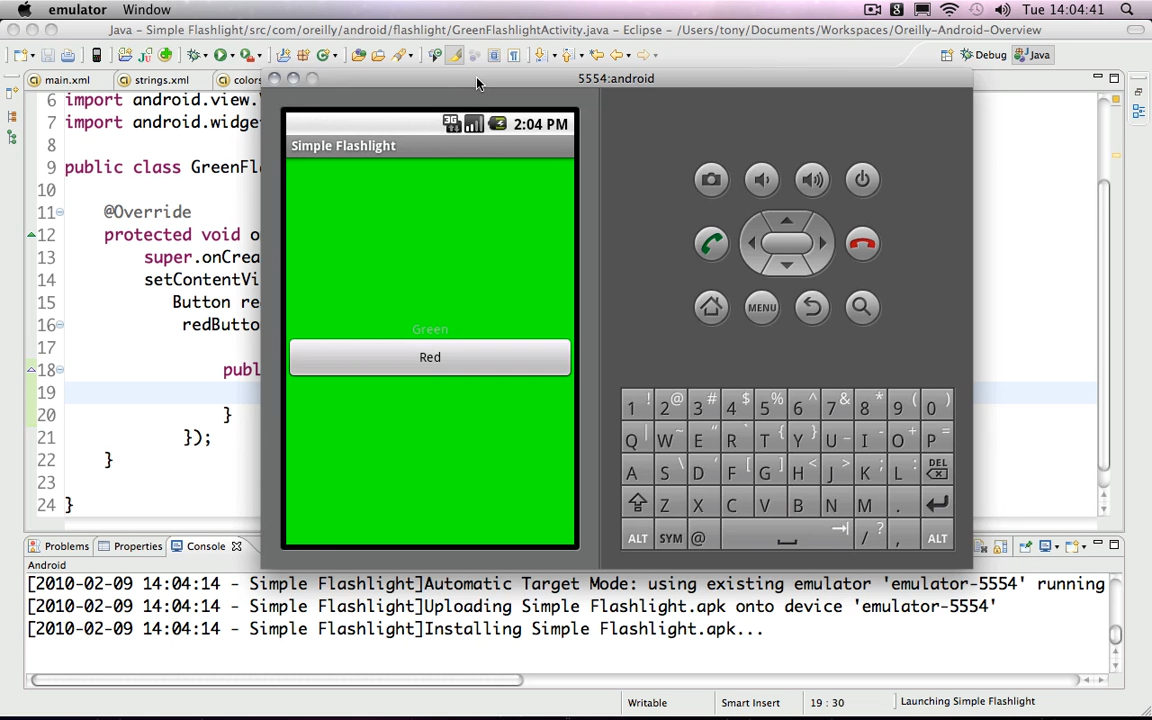 emulator Window Tue 14:04:41
Java - Simple Flashlight/src/com/oreilly/android/flashlight/GreenFlashlightActivity.java - Eclipse - /Users/tony/Documents/Workspaces/Oreilly-Android-Overview
Debug Java
main.xml strings.xml colors
5554:android
6 import android.view.
7 import android.widge
8
9 public class GreenFl
10
11 @Override
12 protected void o
13 super.onCrea
14 setContentVi
15 Button re
16 redButto
17
18 publ
19
20 }
21 });
22 }
23
24 }
3G 2:04 PM
Simple Flashlight
Green
Red
MENU
1 ! 2 @ 3 # 4 $ 5 % 6 ^ 7 & 8 * 9 ( 0 )
Q | W ~ E " R ` T { Y } U _ I - O + P =
A S \ D ' F [ G ] H < J > K ; L : DEL
Z X C V B N M .
ALT SYM @ / ? , ALT
Problems Properties Console
Android
[2010-02-09 14:04:14 - Simple Flashlight]Automatic Target Mode: using existing emulator 'emulator-5554' running
[2010-02-09 14:04:14 - Simple Flashlight]Uploading Simple Flashlight.apk onto device 'emulator-5554'
[2010-02-09 14:04:14 - Simple Flashlight]Installing Simple Flashlight.apk...
Writable Smart Insert 19 : 30 Launching Simple Flashlight